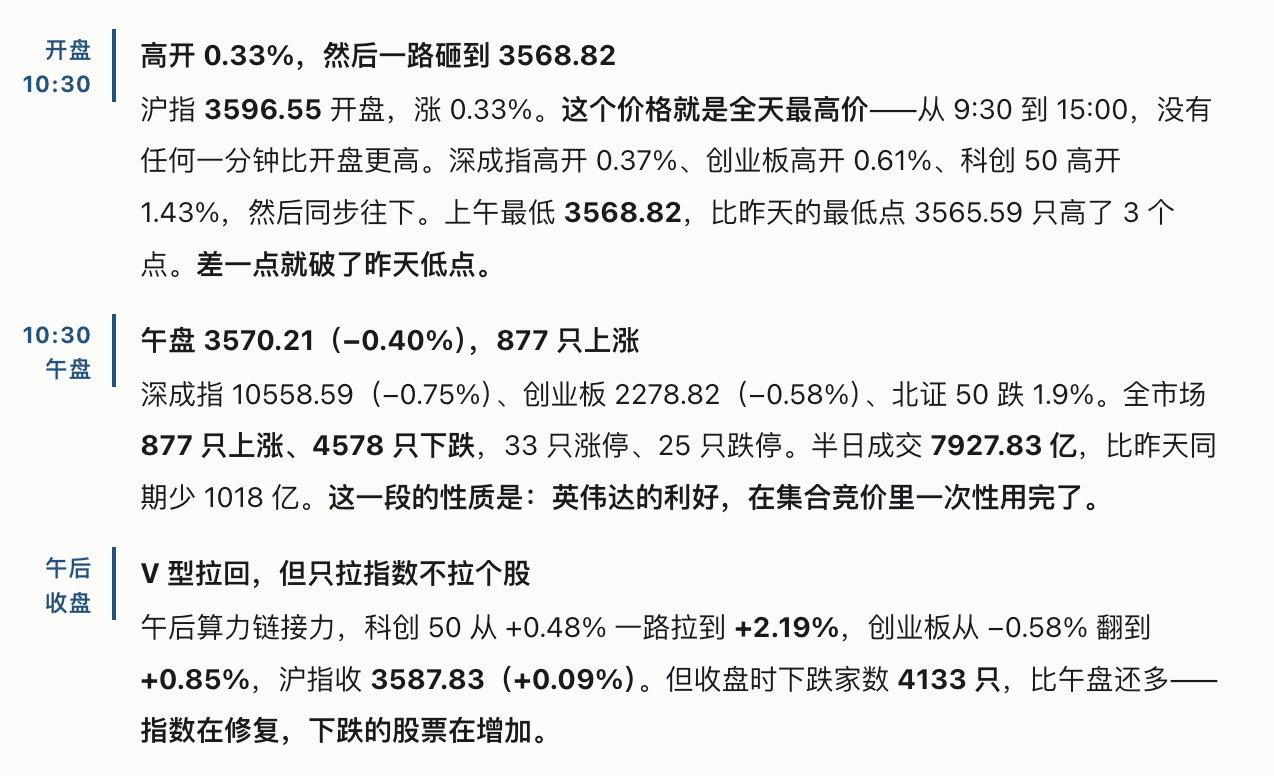 开盘
10:30
高开 0.33%，然后一路砸到 3568.82
沪指 3596.55 开盘，涨 0.33%。这个价格就是全天最高价——从 9:30 到 15:00，没有
任何一分钟比开盘更高。深成指高开 0.37%、创业板高开 0.61%、科创 50 高开
1.43%，然后同步往下。上午最低 3568.82，比昨天的最低点 3565.59 只高了 3 个
点。差一点就破了昨天低点。
10:30
午盘
午盘 3570.21（−0.40%），877 只上涨
深成指 10558.59（−0.75%）、创业板 2278.82（−0.58%）、北证 50 跌 1.9%。全市场
877 只上涨、4578 只下跌，33 只涨停、25 只跌停。半日成交 7927.83 亿，比昨天同
期少 1018 亿。这一段的性质是：英伟达的利好，在集合竞价里一次性用完了。
午后
收盘
V 型拉回，但只拉指数不拉个股
午后算力链接力，科创 50 从 +0.48% 一路拉到 +2.19%，创业板从 −0.58% 翻到
+0.85%，沪指收 3587.83（+0.09%）。但收盘时下跌家数 4133 只，比午盘还多——
指数在修复，下跌的股票在增加。